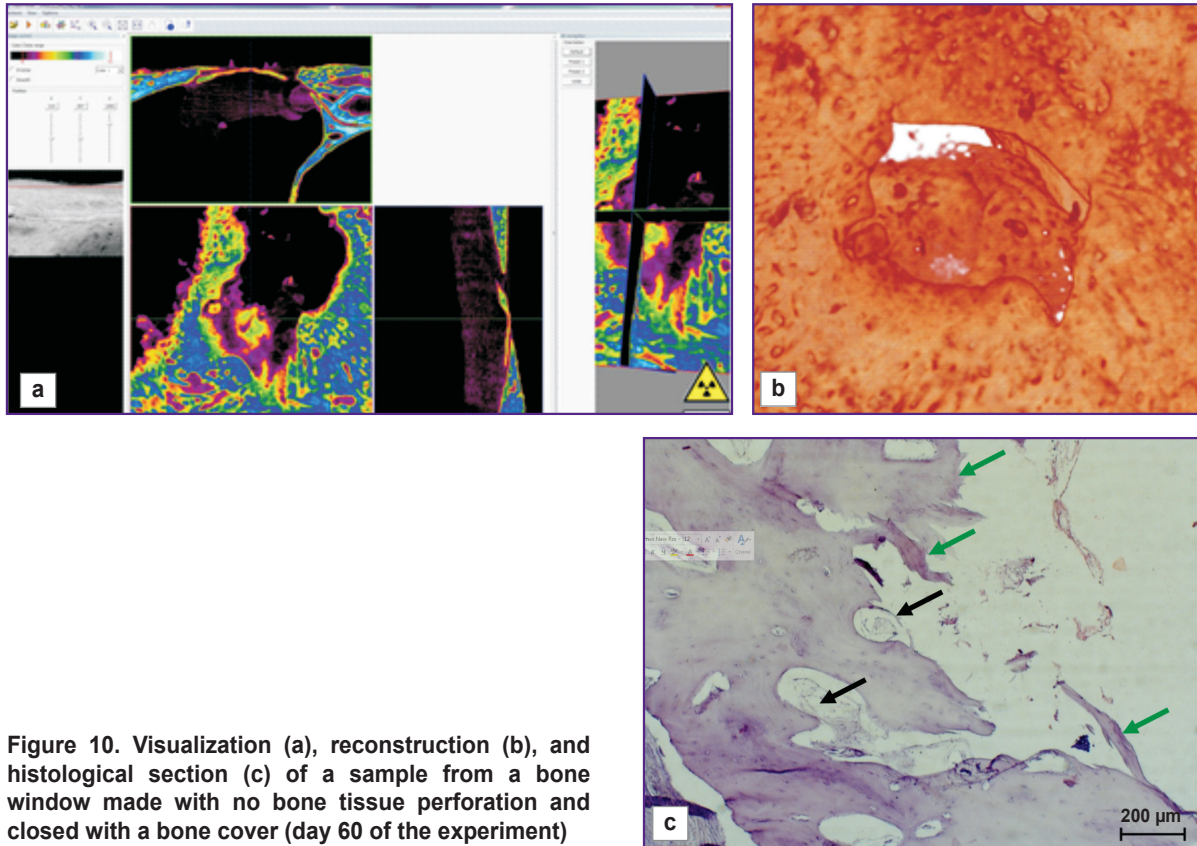 a
b
c
200 µm
Figure 10. Visualization (a), reconstruction (b), and
histological section (c) of a sample from a bone
window made with no bone tissue perforation and
closed with a bone cover (day 60 of the experiment)